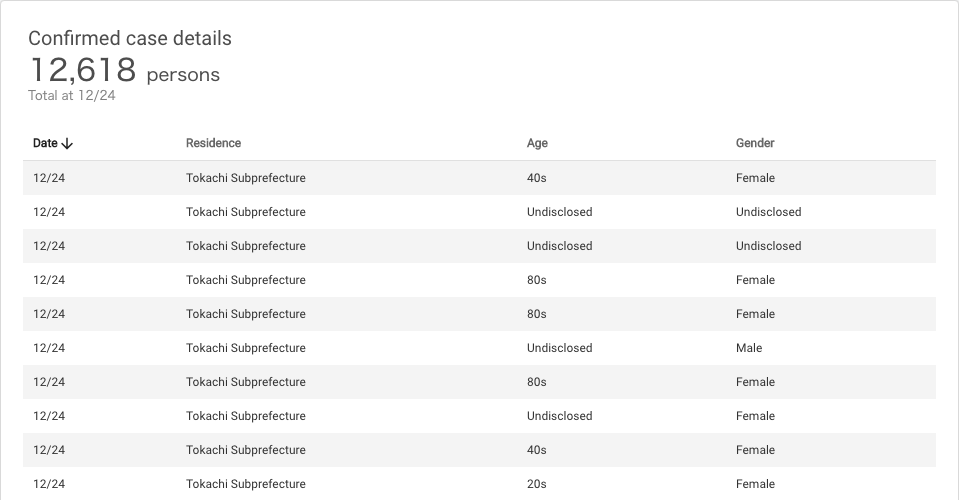 Confirmed case details
12,618 persons
Total at 12/24
Date Residence Age Gender
12/24 Tokachi Subprefecture 40s Female
12/24 Tokachi Subprefecture Undisclosed Undisclosed
12/24 Tokachi Subprefecture Undisclosed Undisclosed
12/24 Tokachi Subprefecture 80s Female
12/24 Tokachi Subprefecture 80s Female
12/24 Tokachi Subprefecture Undisclosed Male
12/24 Tokachi Subprefecture 80s Female
12/24 Tokachi Subprefecture Undisclosed Female
12/24 Tokachi Subprefecture 40s Female
12/24 Tokachi Subprefecture 20s Female